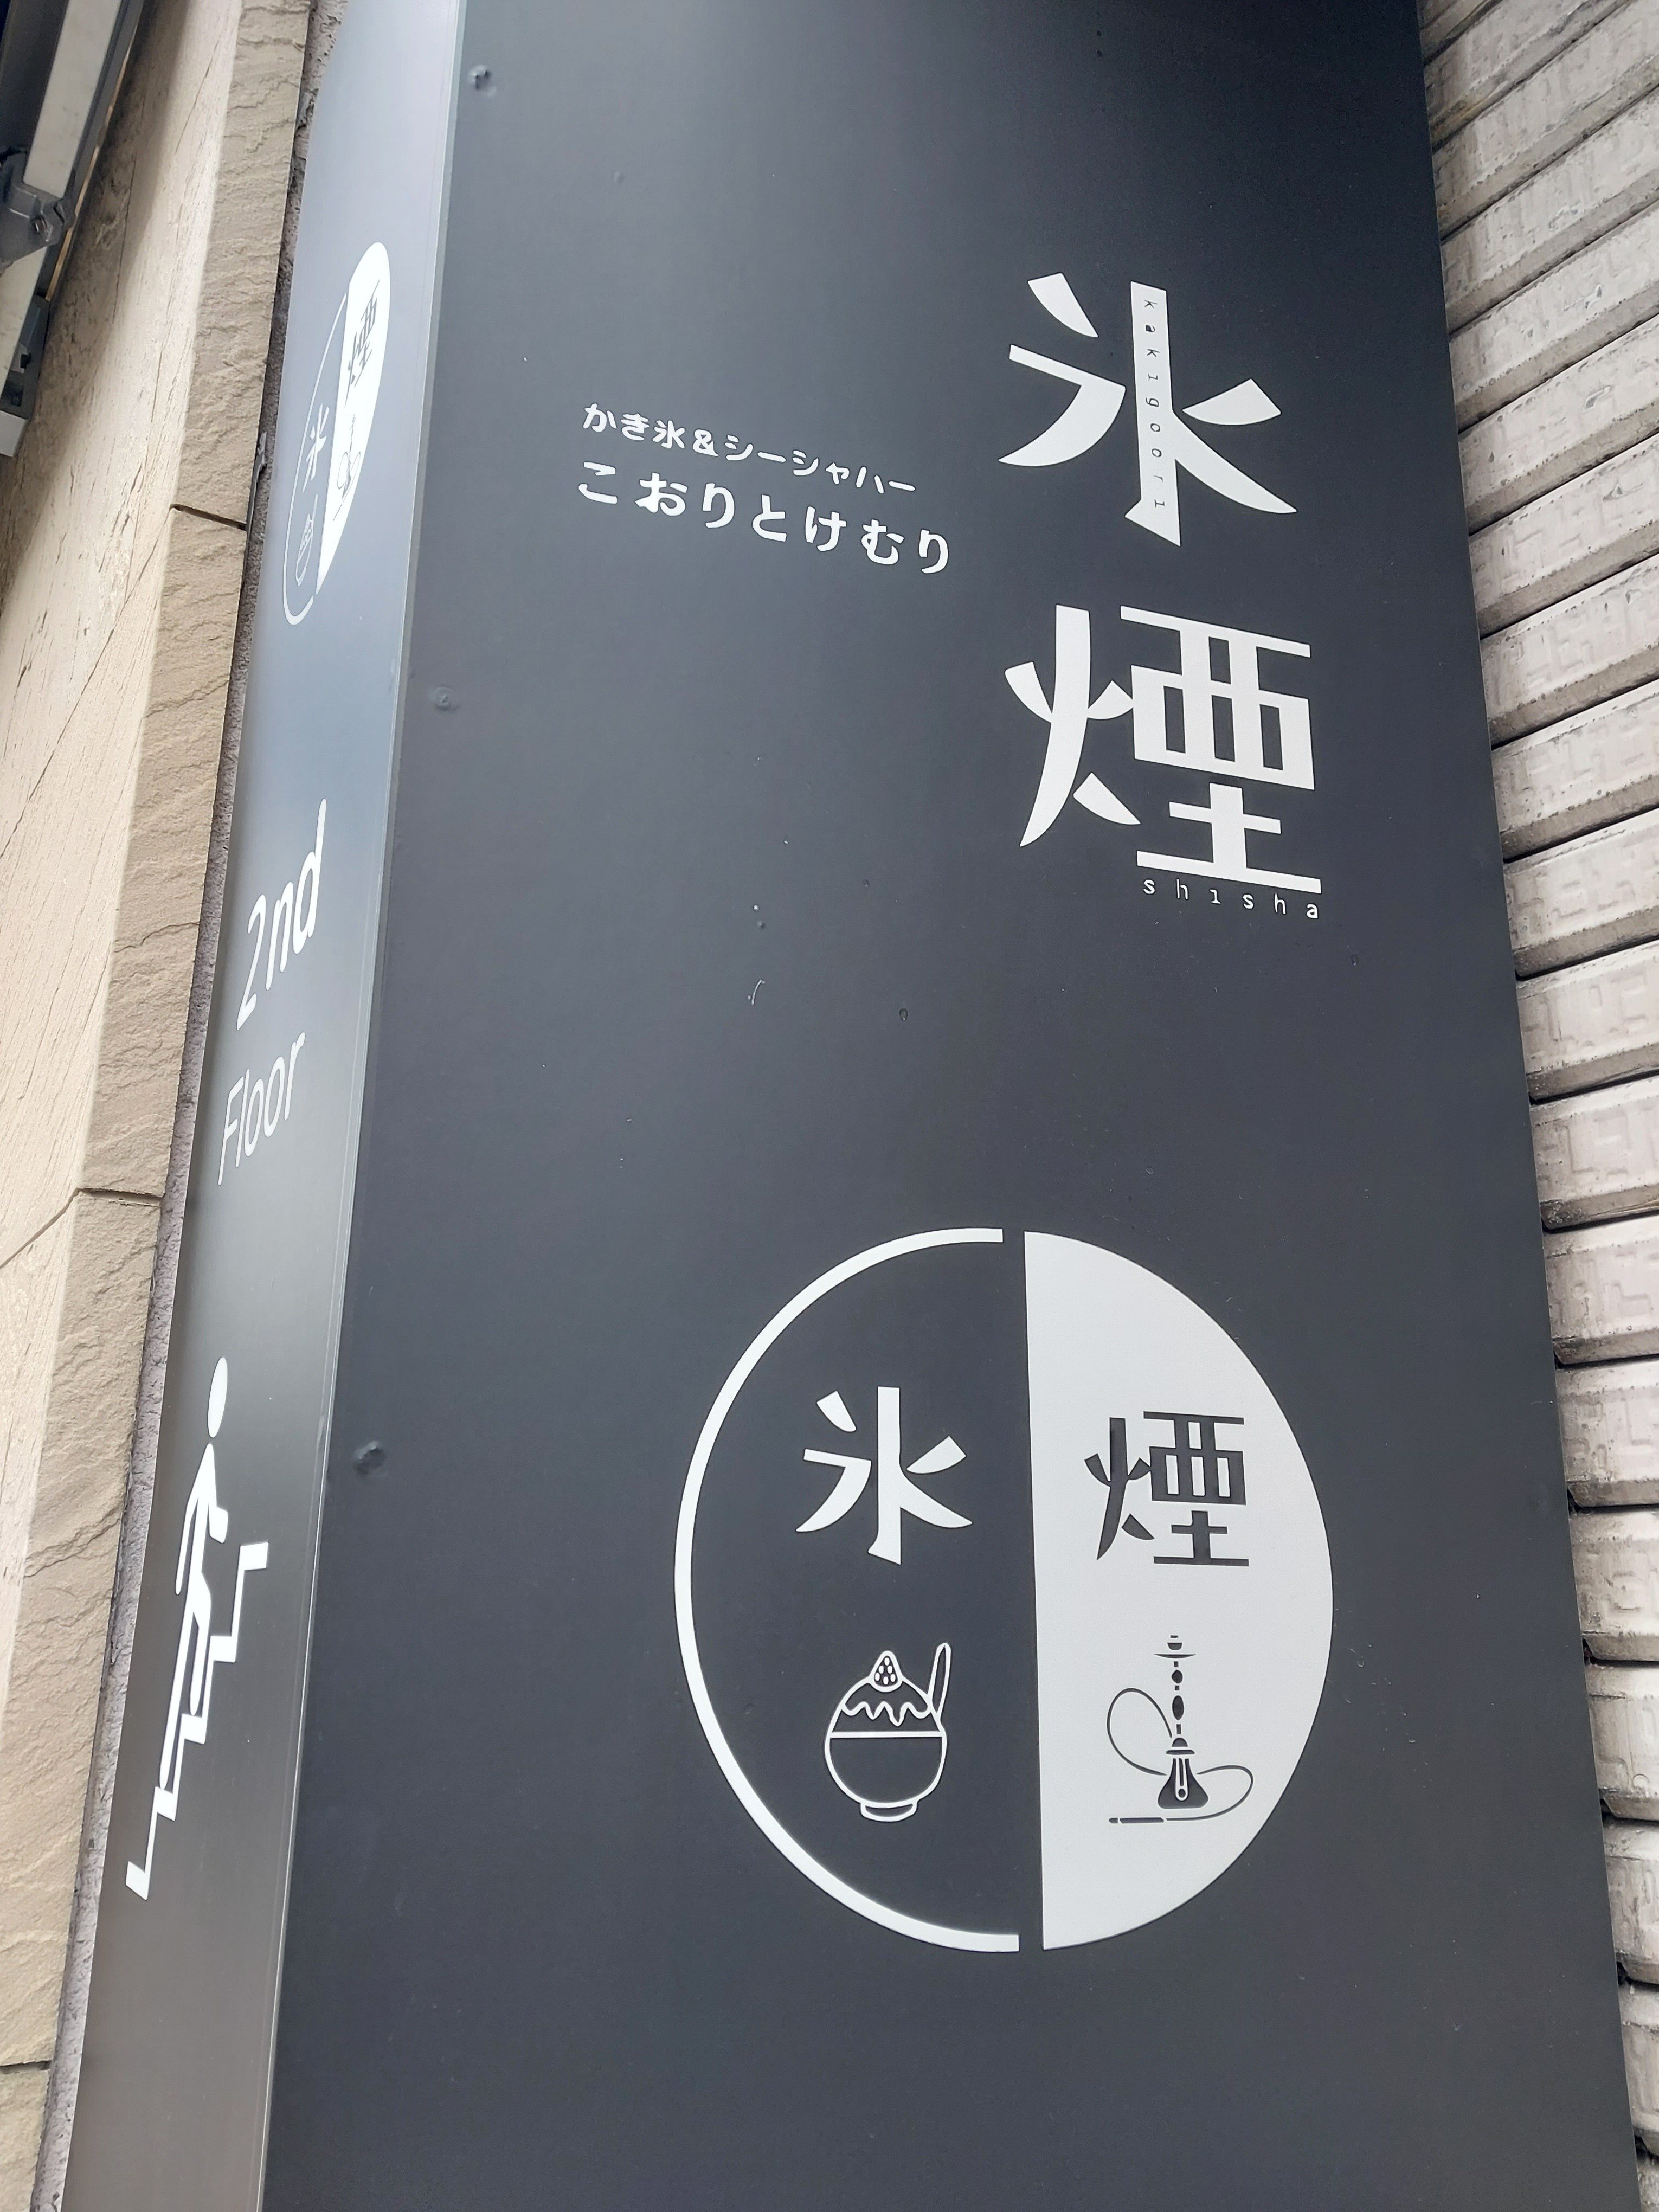 氷
kakigoori
煙
shisha
かき氷&シーシャバー
こおりとけむり
氷
煙
氷
煙
2nd
Floor